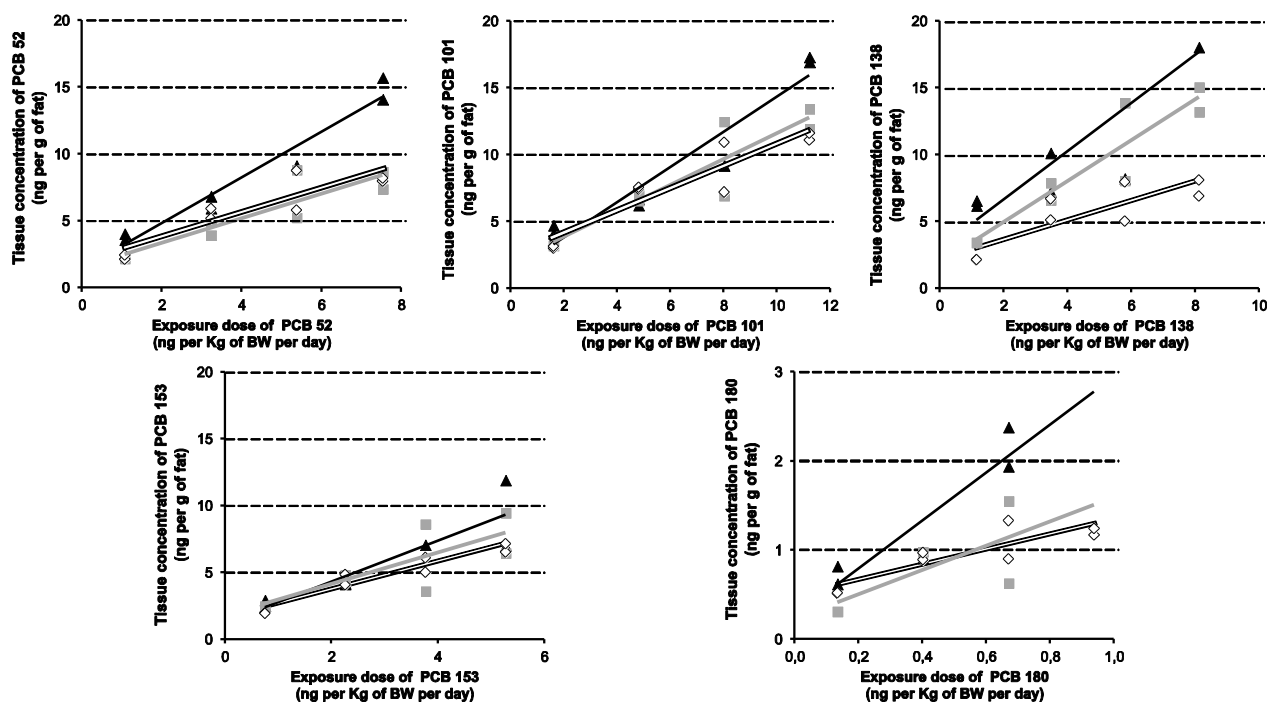 Tissue concentration of PCB 52
(ng per g of fat)
20
15
10
5
0
0
2
4
6
8
Exposure dose of PCB 52
(ng per Kg of BW per day)
Tissue concentration of PCB 101
(ng per g of fat)
20
15
10
5
0
0
2
4
6
8
10
12
Exposure dose of PCB 101
(ng per Kg of BW per day)
Tissue concentration of PCB 138
(ng per g of fat)
20
15
10
5
0
0
2
4
6
8
10
Exposure dose of PCB 138
(ng per Kg of BW per day)
Tissue concentration of PCB 153
(ng per g of fat)
20
15
10
5
0
0
2
4
6
Exposure dose of PCB 153
(ng per Kg of BW per day)
Tissue concentration of PCB 180
(ng per g of fat)
3
2
1
0
0,0
0,2
0,4
0,6
0,8
1,0
Exposure dose of PCB 180
(ng per Kg of BW per day)